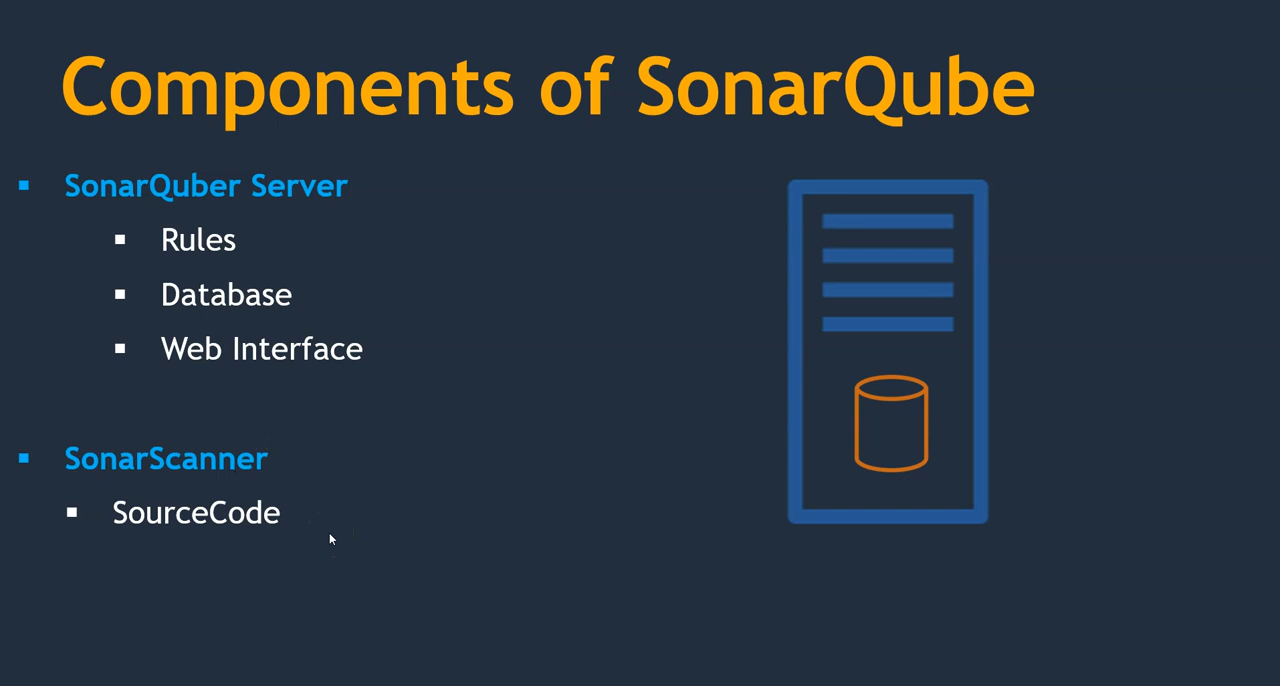 Components of SonarQube
SonarQuber Server
Rules
Database
Web Interface
SonarScanner
SourceCode